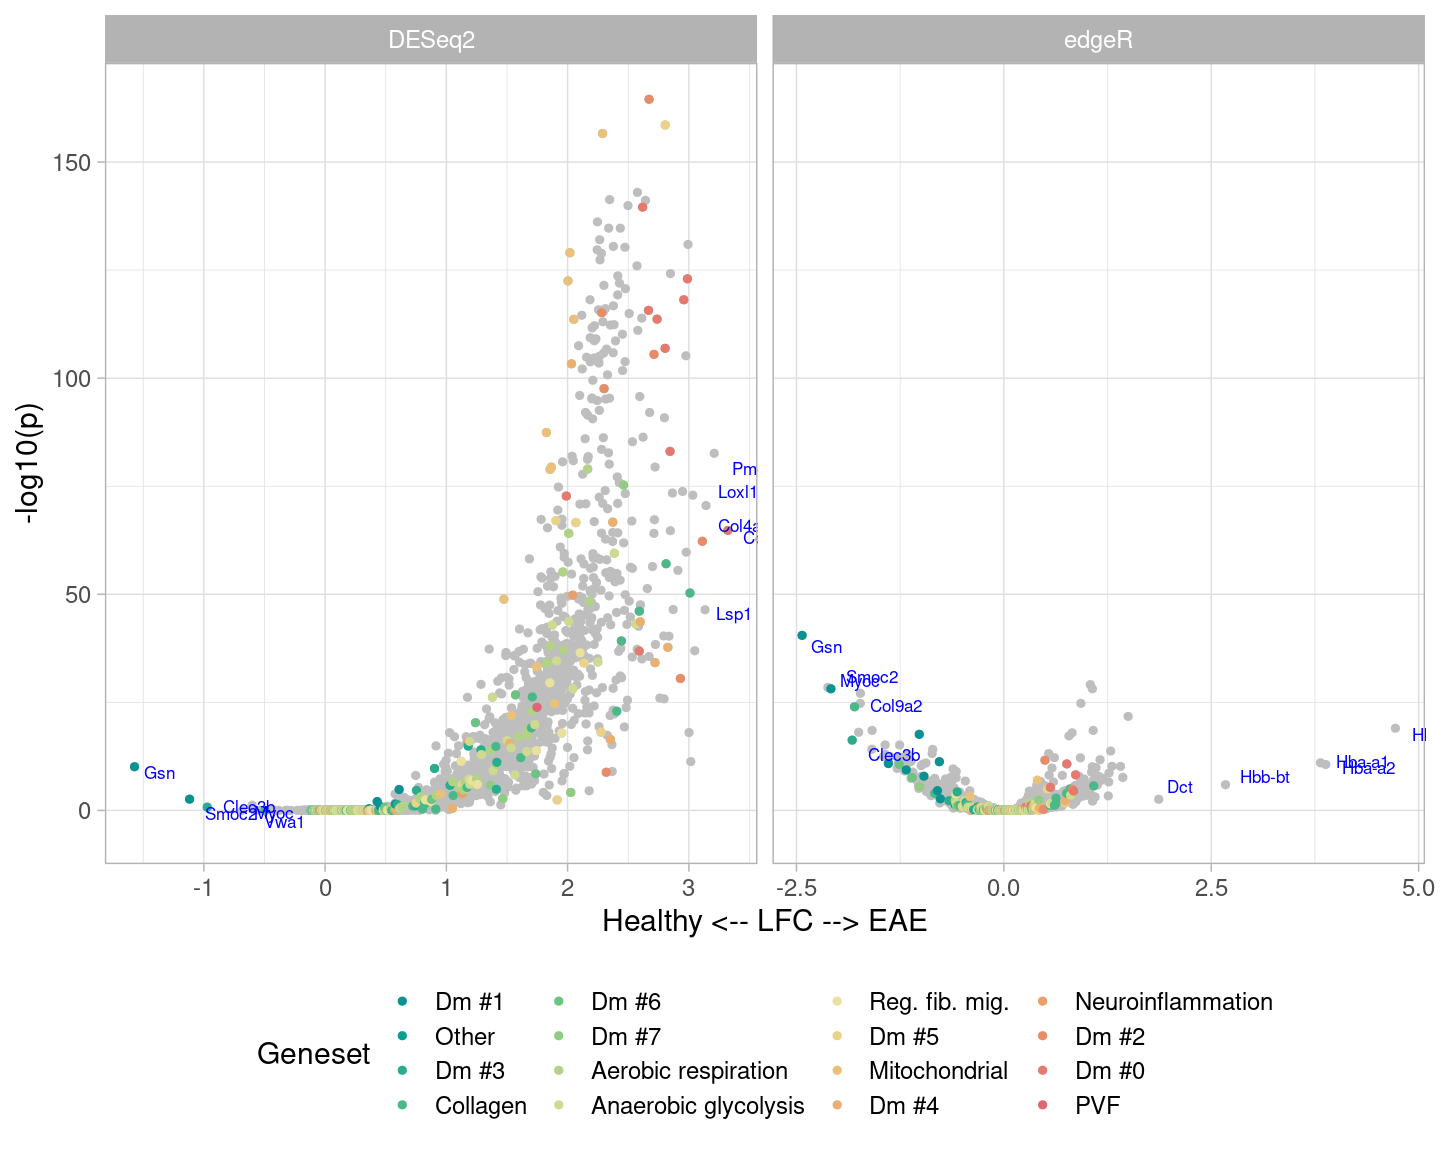 DESeq2 edgeR
150
100
50
0
-log10(p)
Pm
Loxl1
Col4a
Lsp1
Gsn
Clec3b
Smoc2
Myoc
Vwa1
Gsn
Smoc2
Myoc
Col9a2
Clec3b
Hba-a1
Hba-a2
Hbb-bt
Dct
-1 0 1 2 3 -2.5 0.0 2.5 5.0
Healthy <-- LFC --> EAE
Geneset
Dm #1 Dm #6 Reg. fib. mig. Neuroinflammation
Other Dm #7 Dm #5 Dm #2
Dm #3 Aerobic respiration Mitochondrial Dm #0
Collagen Anaerobic glycolysis Dm #4 PVF